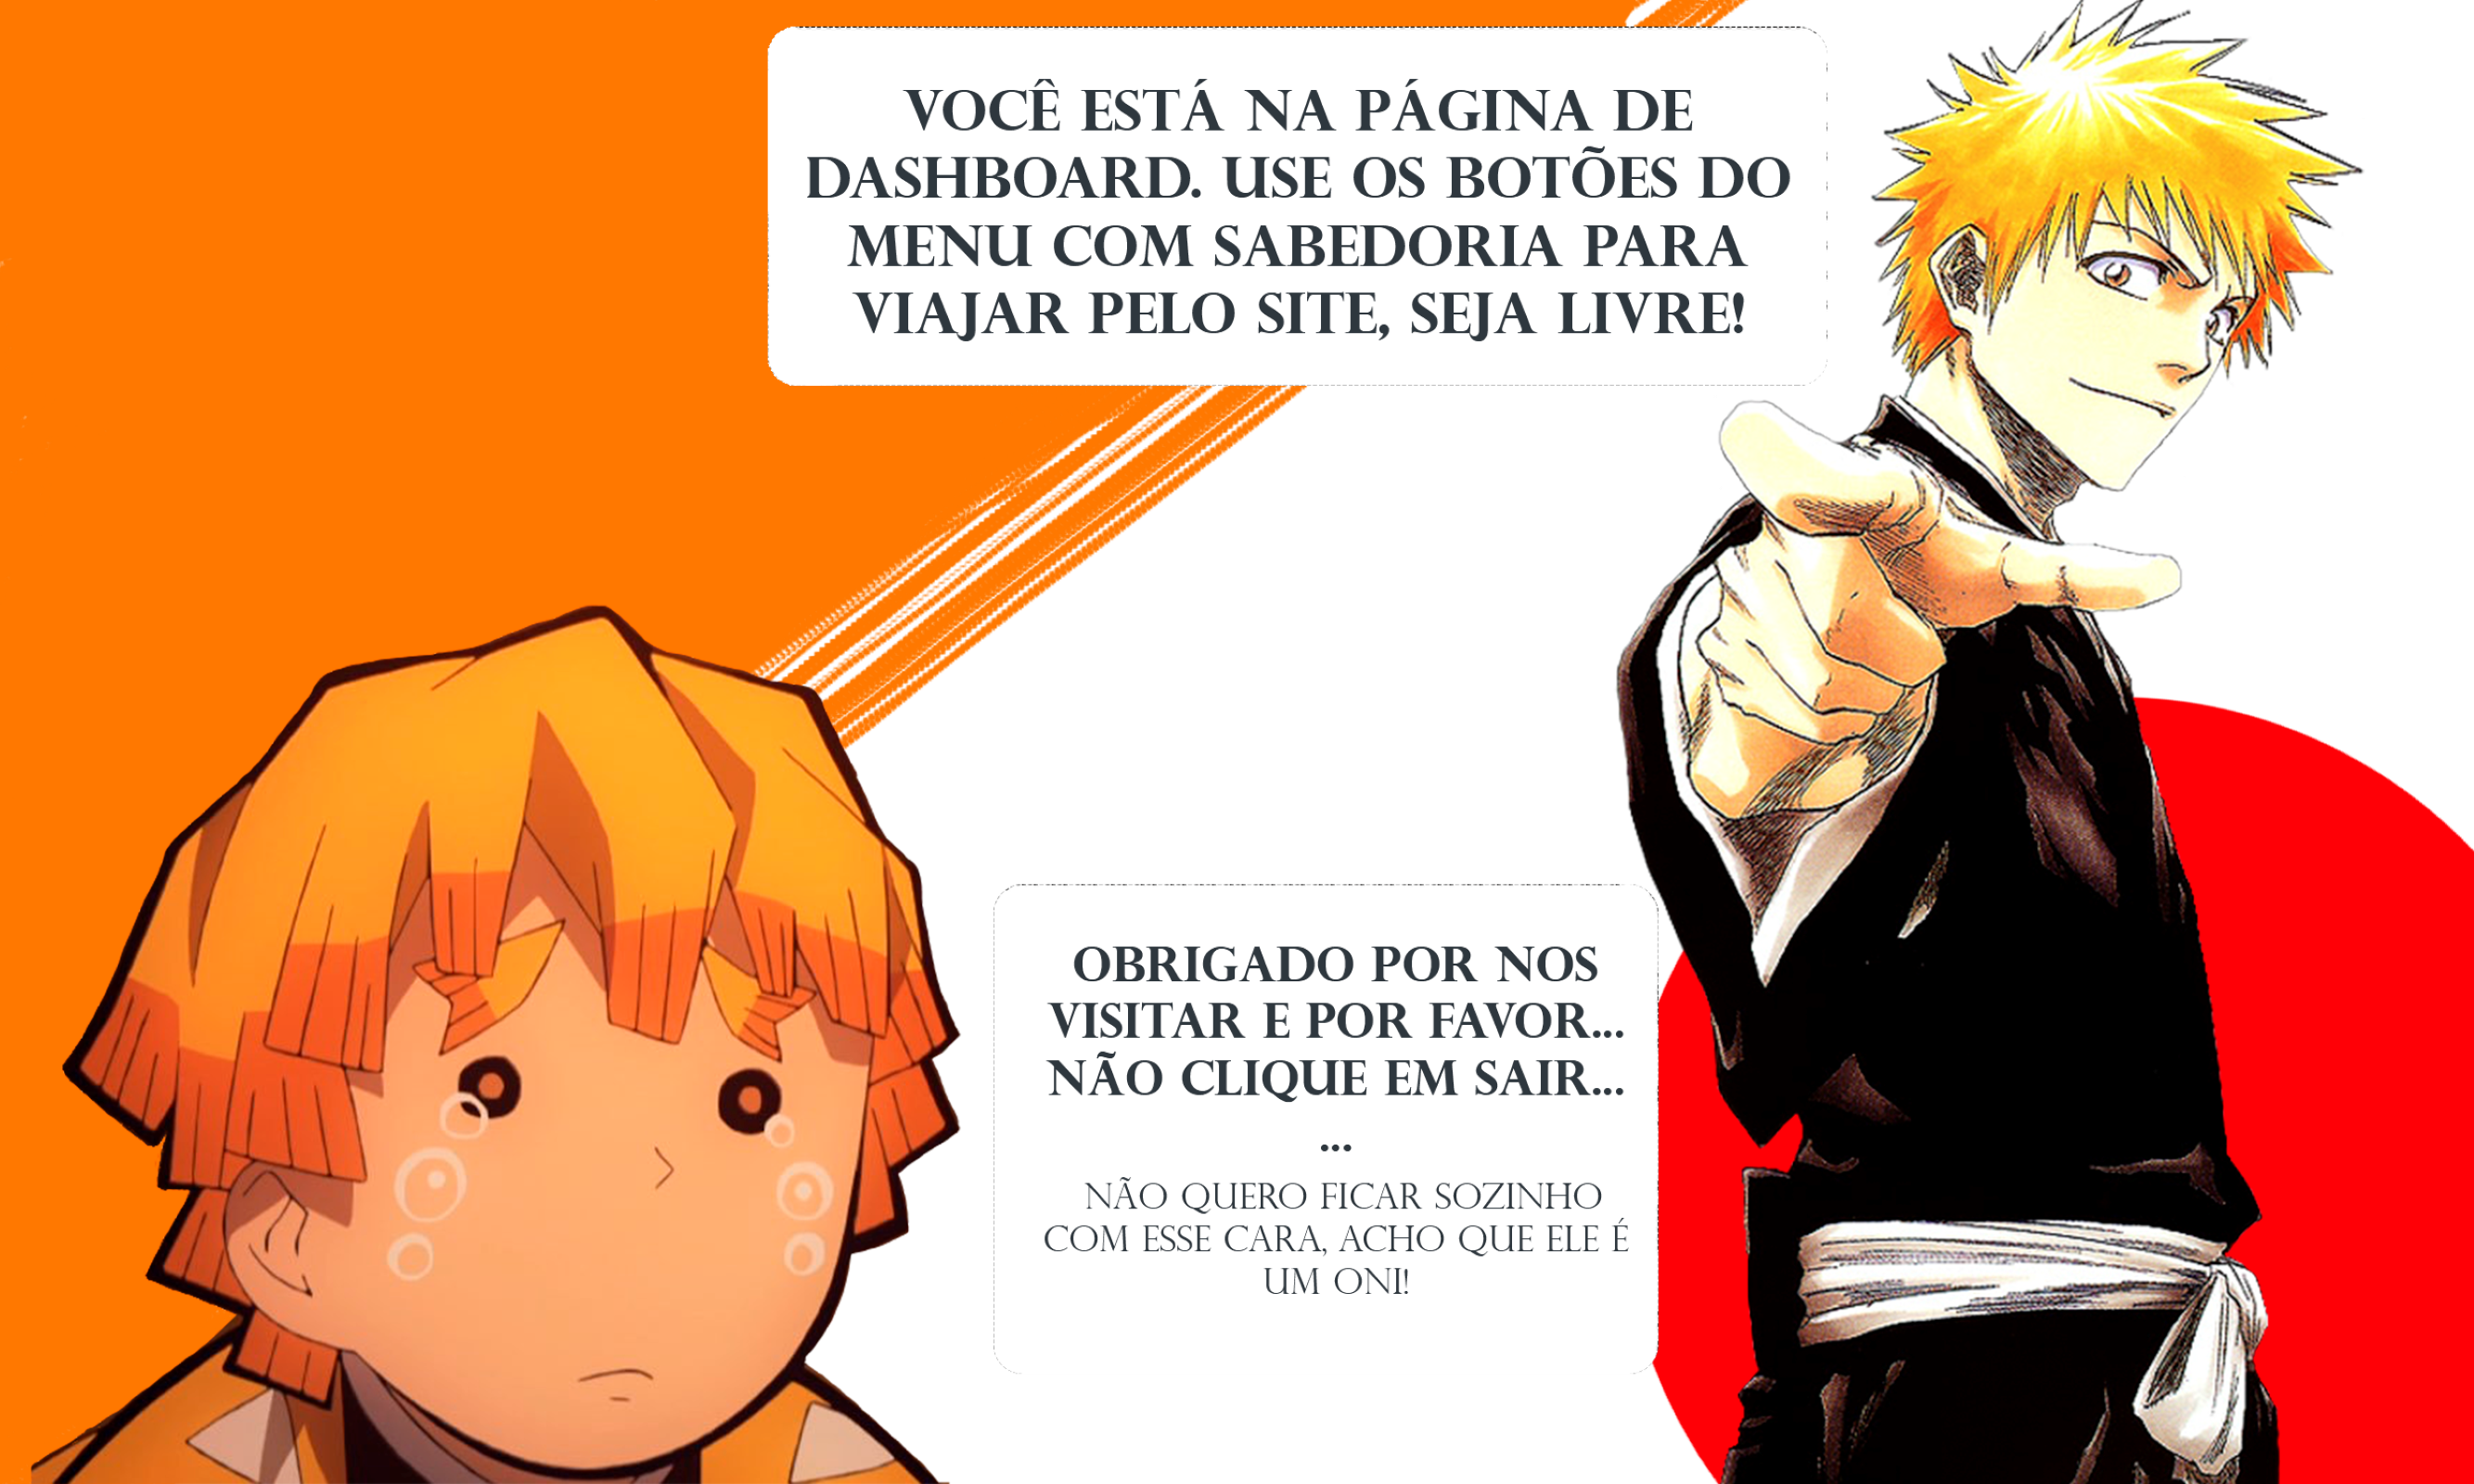 VOCÊ ESTÁ NA PÁGINA DE
DASHBOARD. USE OS BOTÕES DO
MENU COM SABEDORIA PARA
VIAJAR PELO SITE, SEJA LIVRE!
OBRIGADO POR NOS
VISITAR E POR FAVOR...
NÃO CLIQUE EM SAIR...
...
NÃO QUERO FICAR SOZINHO
COM ESSE CARA, ACHO QUE ELE É
UM ONI!